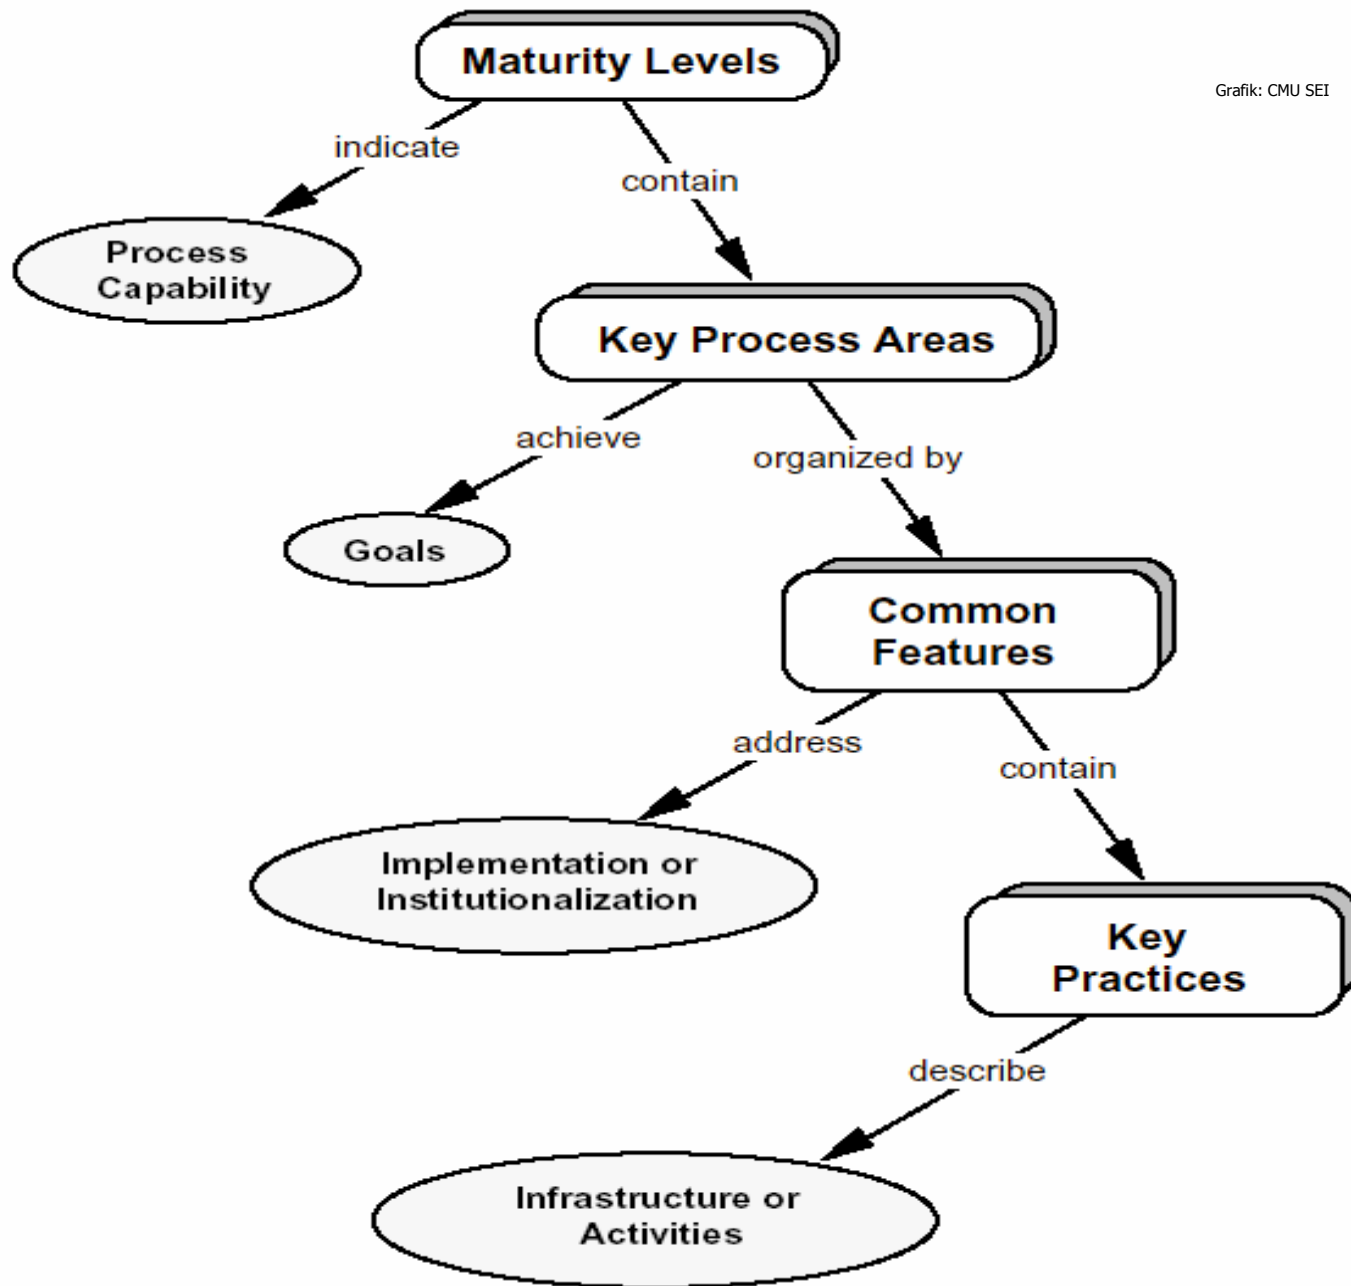 Maturity Levels
Grafik: CMU SEI
indicate
contain
Process
Capability
Key Process Areas
achieve
organized by
Goals
Common
Features
address
contain
Implementation or
Institutionalization
Key
Practices
describe
Infrastructure or
Activities